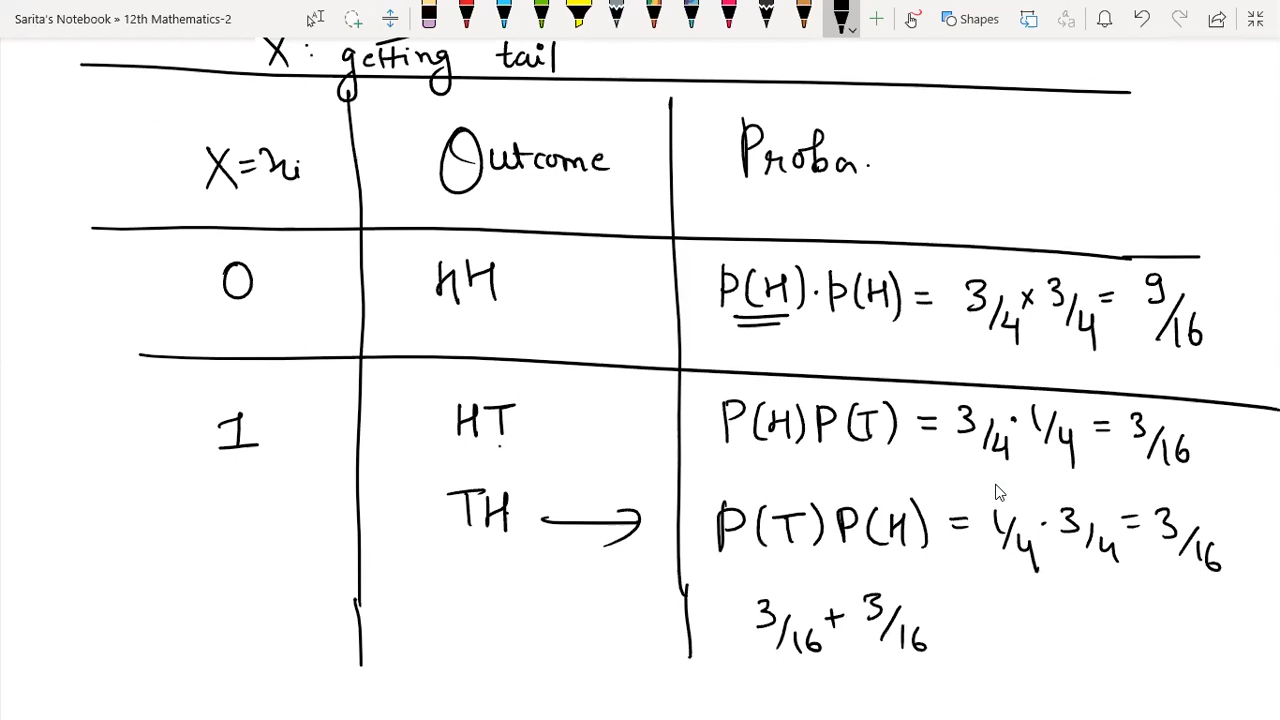 Sarita's Notebook » 12th Mathematics-2
Shapes
X : getting tail
X=xi Outcome Proba.
0 HH p(H)·p(H) = 3/4 × 3/4 = 9/16
1 HT P(H)P(T) = 3/4 · 1/4 = 3/16
TH → P(T)P(H) = 1/4 · 3/4 = 3/16
3/16 + 3/16